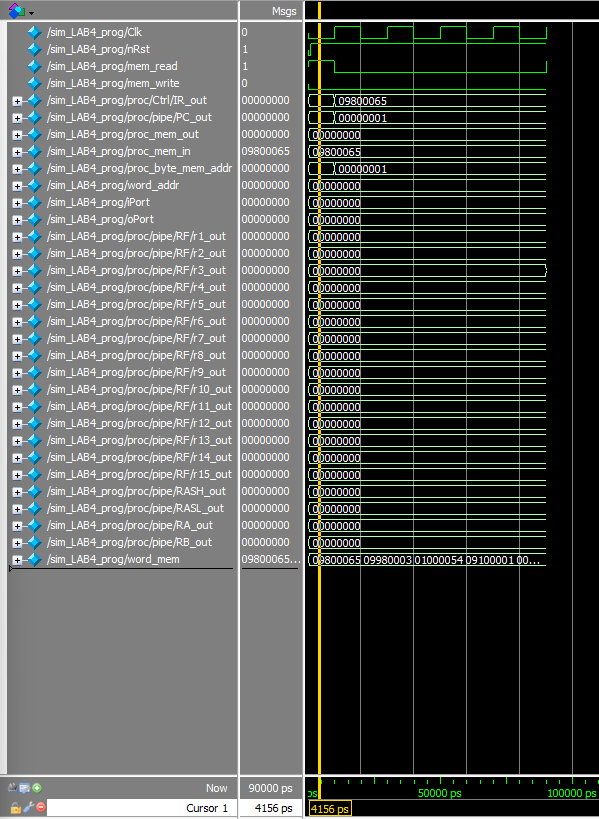 Msgs
/sim_LAB4_prog/Clk 0
/sim_LAB4_prog/nRst 1
/sim_LAB4_prog/mem_read 1
/sim_LAB4_prog/mem_write 0
/sim_LAB4_prog/proc/Ctrl/IR_out 00000000 09800065
/sim_LAB4_prog/proc/pipe/PC_out 00000000 00000001
/sim_LAB4_prog/proc_mem_out 00000000 00000000
/sim_LAB4_prog/proc_mem_in 09800065 09800065
/sim_LAB4_prog/proc_byte_mem_addr 00000000 00000001
/sim_LAB4_prog/word_addr 00000000 00000000
/sim_LAB4_prog/iPort 00000000 00000000
/sim_LAB4_prog/oPort 00000000 00000000
/sim_LAB4_prog/proc/pipe/RF/r1_out 00000000 00000000
/sim_LAB4_prog/proc/pipe/RF/r2_out 00000000 00000000
/sim_LAB4_prog/proc/pipe/RF/r3_out 00000000 00000000
/sim_LAB4_prog/proc/pipe/RF/r4_out 00000000 00000000
/sim_LAB4_prog/proc/pipe/RF/r5_out 00000000 00000000
/sim_LAB4_prog/proc/pipe/RF/r6_out 00000000 00000000
/sim_LAB4_prog/proc/pipe/RF/r7_out 00000000 00000000
/sim_LAB4_prog/proc/pipe/RF/r8_out 00000000 00000000
/sim_LAB4_prog/proc/pipe/RF/r9_out 00000000 00000000
/sim_LAB4_prog/proc/pipe/RF/r10_out 00000000 00000000
/sim_LAB4_prog/proc/pipe/RF/r11_out 00000000 00000000
/sim_LAB4_prog/proc/pipe/RF/r12_out 00000000 00000000
/sim_LAB4_prog/proc/pipe/RF/r13_out 00000000 00000000
/sim_LAB4_prog/proc/pipe/RF/r14_out 00000000 00000000
/sim_LAB4_prog/proc/pipe/RF/r15_out 00000000 00000000
/sim_LAB4_prog/proc/pipe/RASH_out 00000000 00000000
/sim_LAB4_prog/proc/pipe/RASL_out 00000000 00000000
/sim_LAB4_prog/proc/pipe/RA_out 00000000 00000000
/sim_LAB4_prog/proc/pipe/RB_out 00000000 00000000
/sim_LAB4_prog/word_mem 09800065... 09800065 09980003 01000054 09100001 00...
Now 90000 ps ps 50000 ps 100000 ps
Cursor 1 4156 ps 4156 ps